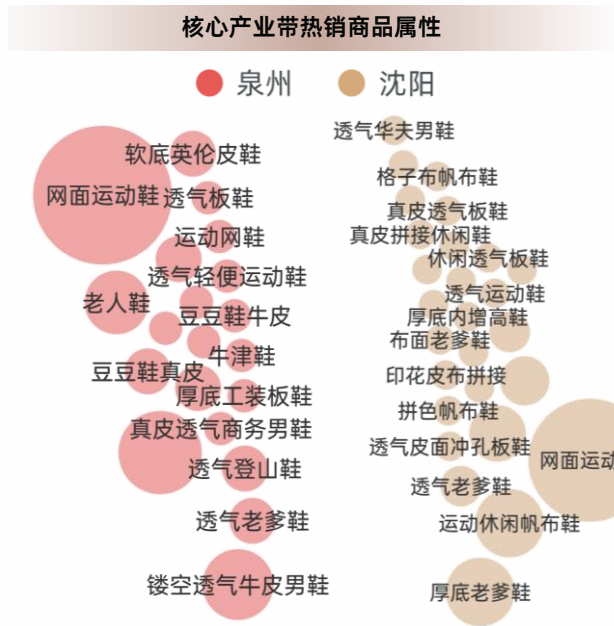 核心产业带热销商品属性
泉州
沈阳
软底英伦皮鞋
网面运动鞋
透气板鞋
运动网鞋
透气轻便运动鞋
老人鞋
豆豆鞋牛皮
牛津鞋
豆豆鞋真皮
厚底工装板鞋
真皮透气商务男鞋
透气登山鞋
透气老爹鞋
镂空透气牛皮男鞋
透气华夫男鞋
格子布帆布鞋
真皮透气板鞋
真皮拼接休闲鞋
休闲透气板鞋
透气运动鞋
厚底内增高鞋
布面老爹鞋
印花皮布拼接
拼色帆布鞋
透气皮面冲孔板鞋
网面运动
透气老爹鞋
运动休闲帆布鞋
厚底老爹鞋